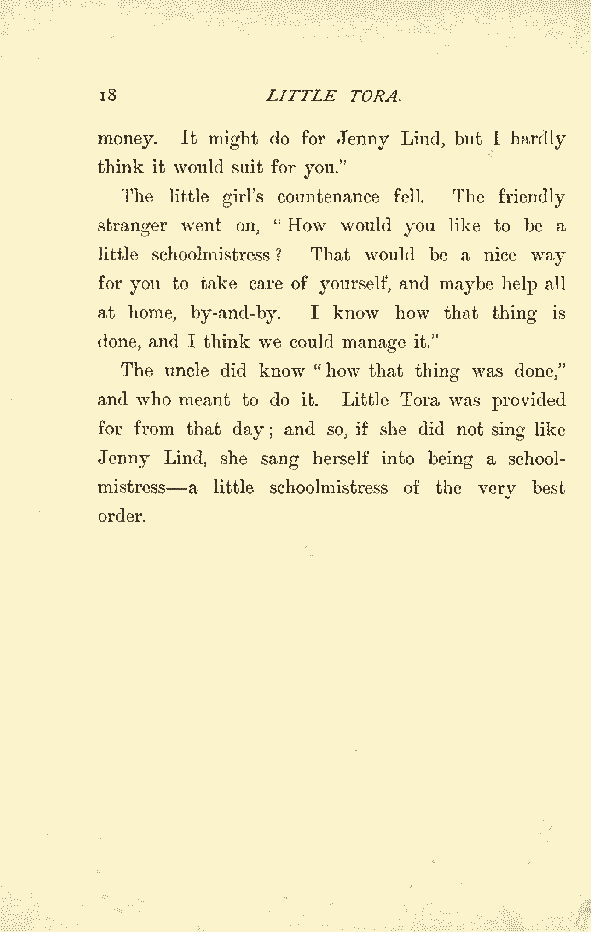 18 LITTLE TORA.
money. It might do for Jenny Lind, but I hardly
think it would suit for you."
The little girl's countenance fell. The friendly
stranger went on, "How would you like to be a
little schoolmistress? That would be a nice way
for you to take care of yourself, and maybe help all
at home, by-and-by. I know how that thing is
done, and I think we could manage it."
The uncle did know "how that thing was done,"
and who meant to do it. Little Tora was provided
for from that day; and so, if she did not sing like
Jenny Lind, she sang herself into being a school-
mistress—a little schoolmistress of the very best
order.